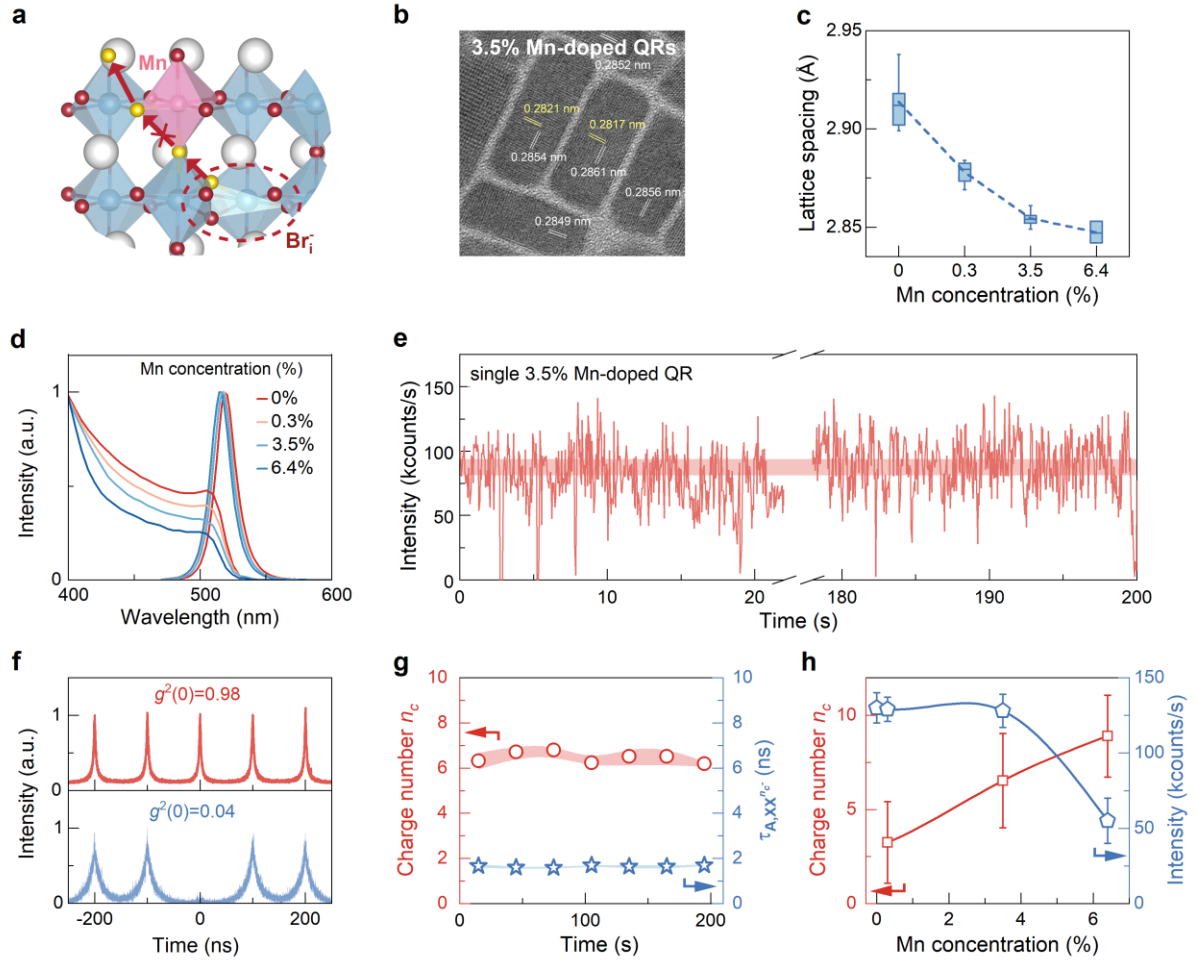 a
Mn
Br⁻ᵢ
b
3.5% Mn-doped QRs
0.2852 nm
0.2821 nm
0.2817 nm
0.2854 nm
0.2861 nm
0.2856 nm
0.2849 nm
c
Lattice spacing (Å)
2.95
2.90
2.85
0
0.3
3.5
6.4
Mn concentration (%)
d
Mn concentration (%)
0%
0.3%
3.5%
6.4%
Intensity (a.u.)
1
0
400
500
600
Wavelength (nm)
e
single 3.5% Mn-doped QR
Intensity (kcounts/s)
150
100
50
0
0
10
20
180
190
200
Time (s)
f
g²(0)=0.98
g²(0)=0.04
Intensity (a.u.)
1
0
1
0
-200
-100
0
100
200
Time (ns)
g
Charge number n_c
10
8
6
4
2
0
10
8
6
4
2
0
τ_A,XX^n_c- (ns)
0
50
100
150
200
Time (s)
h
Charge number n_c
10
5
0
150
100
50
0
Intensity (kcounts/s)
0
2
4
6
Mn concentration (%)